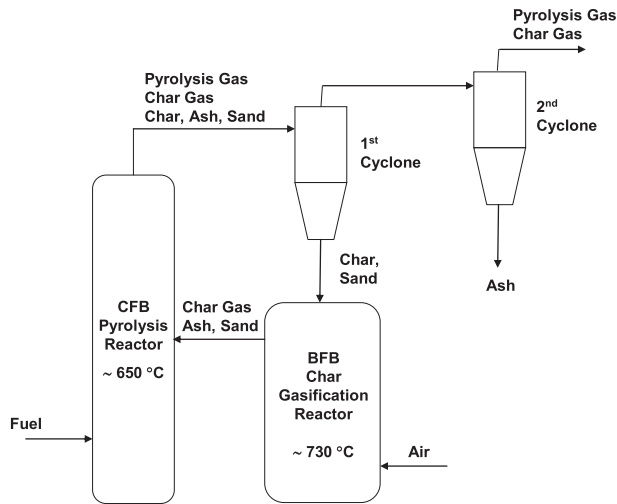 Pyrolysis Gas
Char Gas
Pyrolysis Gas
Char Gas
Char, Ash, Sand
1st
Cyclone
2nd
Cyclone
Char,
Sand
Ash
CFB
Pyrolysis
Reactor
~ 650 °C
Char Gas
Ash, Sand
BFB
Char
Gasification
Reactor
~ 730 °C
Fuel
Air